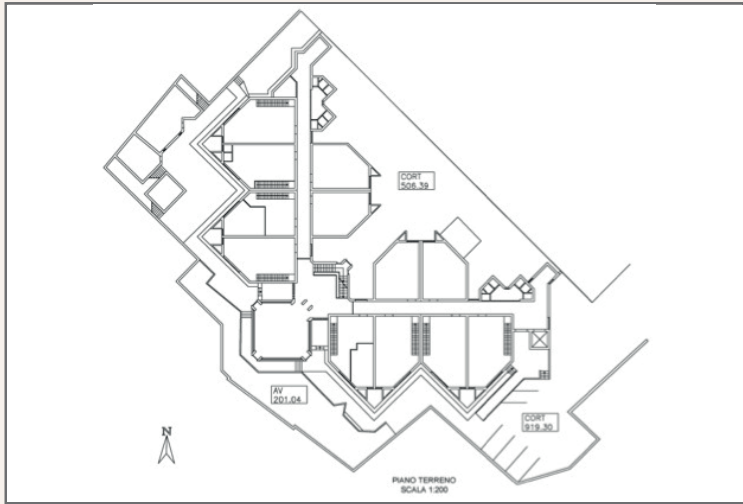 CORT
506.39
AV
201.04
CORT
919.30
N
PIANO TERRENO
SCALA 1:200